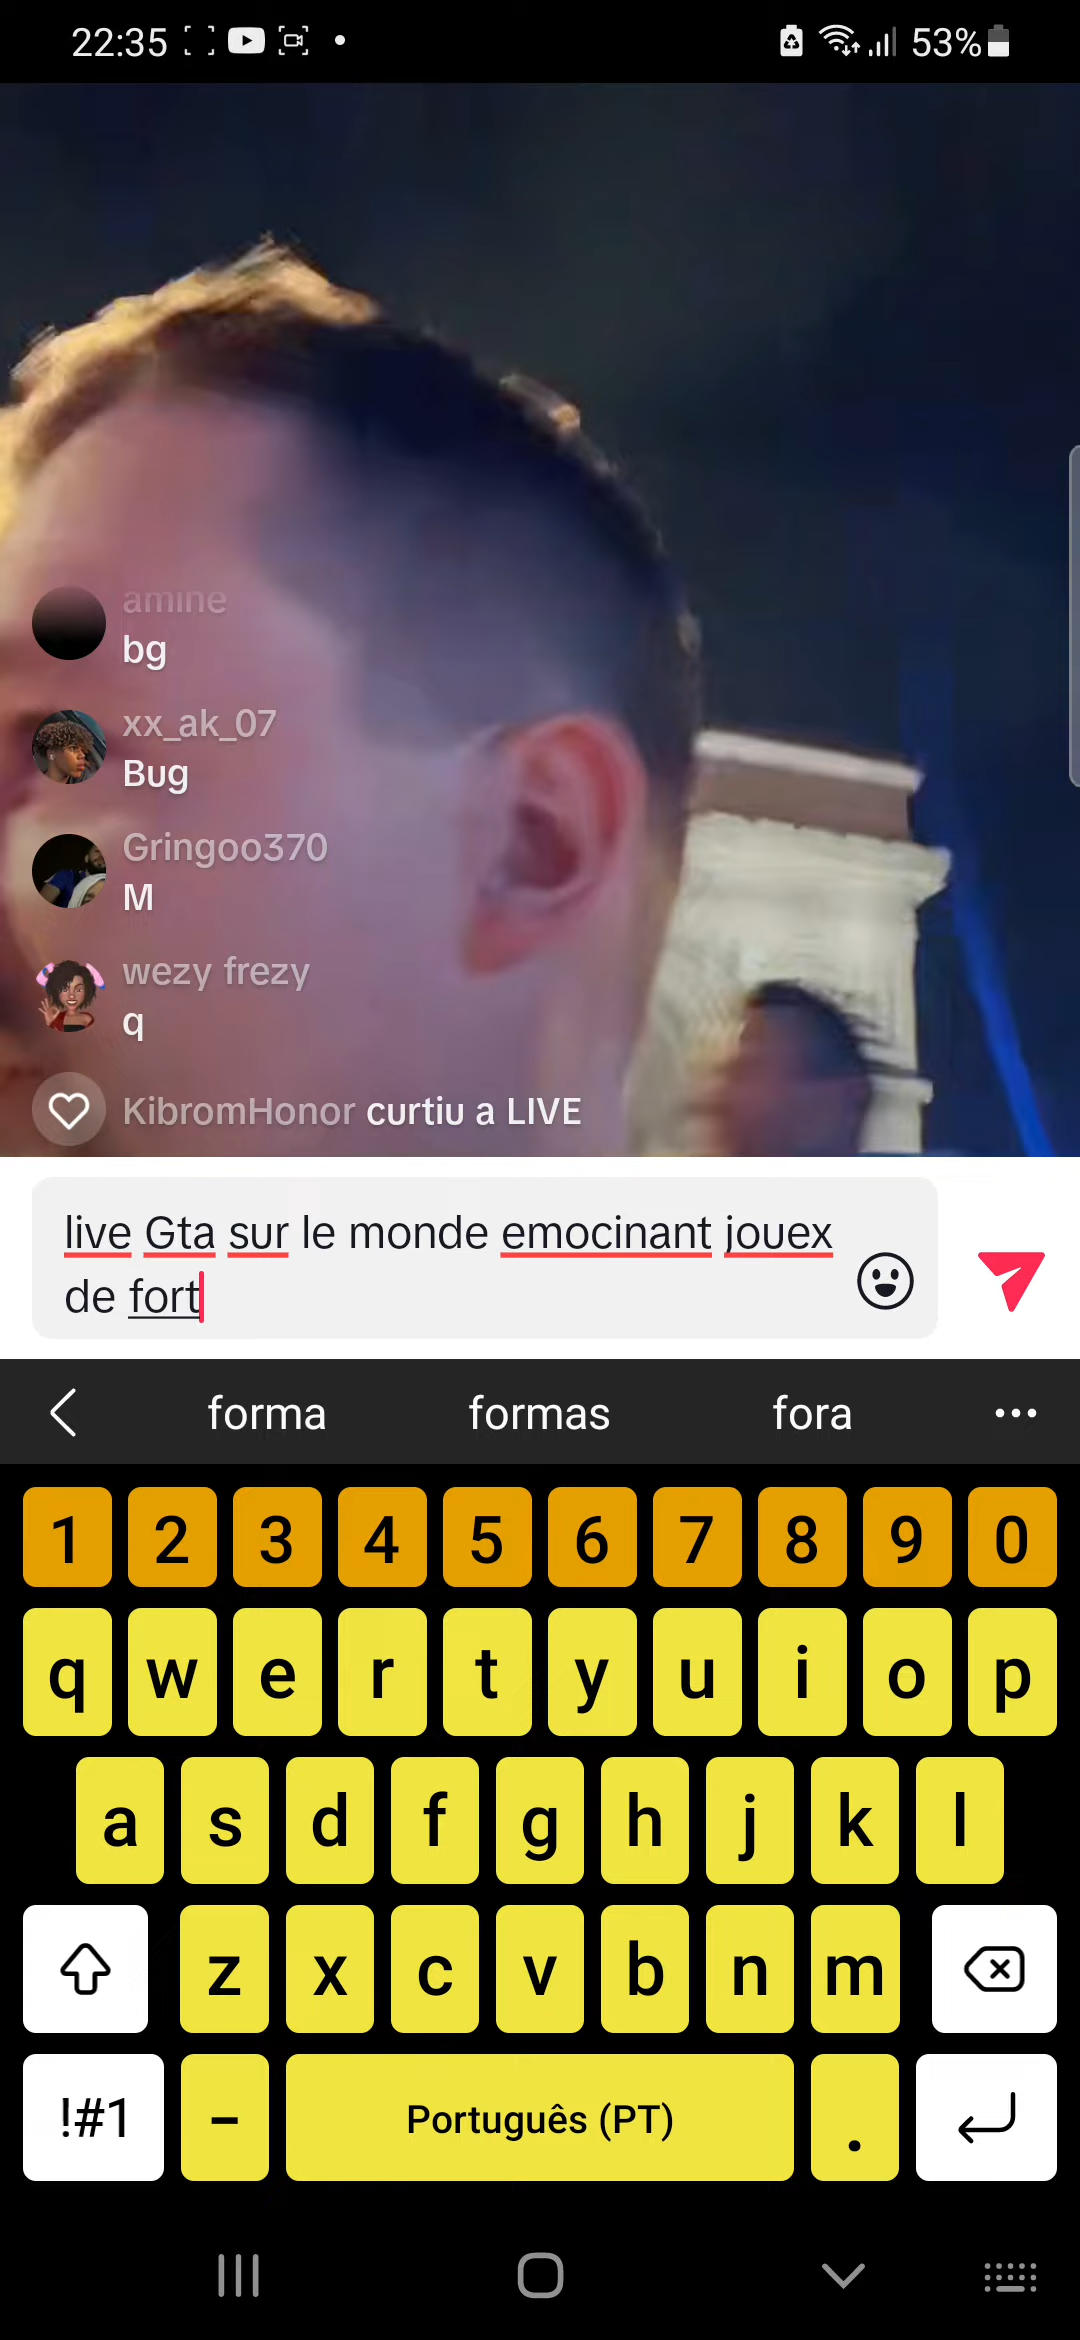 22:35
53%
amine
bg
xx_ak_07
Bug
Gringoo370
M
wezy frezy
q
KibromHonor curtiu a LIVE
live Gta sur le monde emocinant jouex
de fort
forma formas fora
1 2 3 4 5 6 7 8 9 0
q w e r t y u i o p
a s d f g h j k l
z x c v b n m
!#1 - Português (PT) .